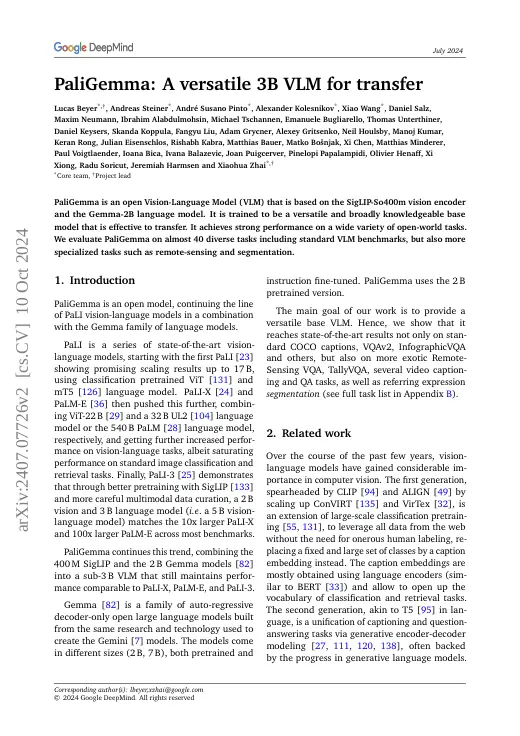 Google DeepMind
July 2024
PaliGemma: A versatile 3B VLM for transfer
Lucas Beyer*,†, Andreas Steiner*, André Susano Pinto*, Alexander Kolesnikov*, Xiao Wang*, Daniel Salz,
Maxim Neumann, Ibrahim Alabdulmohsin, Michael Tschannen, Emanuele Bugliarello, Thomas Unterthiner,
Daniel Keysers, Skanda Koppula, Fangyu Liu, Adam Grycner, Alexey Gritsenko, Neil Houlsby, Manoj Kumar,
Keran Rong, Julian Eisenschlos, Rishabh Kabra, Matthias Bauer, Matko Bošnjak, Xi Chen, Matthias Minderer,
Paul Voigtlaender, Ioana Bica, Ivana Balazevic, Joan Puigcerver, Pinelopi Papalampidi, Olivier Henaff, Xi
Xiong, Radu Soricut, Jeremiah Harmsen and Xiaohua Zhai*,†
*Core team, †Project lead
PaliGemma is an open Vision-Language Model (VLM) that is based on the SigLIP-So400m vision encoder
and the Gemma-2B language model. It is trained to be a versatile and broadly knowledgeable base
model that is effective to transfer. It achieves strong performance on a wide variety of open-world tasks.
We evaluate PaliGemma on almost 40 diverse tasks including standard VLM benchmarks, but also more
specialized tasks such as remote-sensing and segmentation.
1. Introduction
PaliGemma is an open model, continuing the line
of PaLI vision-language models in a combination
with the Gemma family of language models.
PaLI is a series of state-of-the-art vision-
language models, starting with the first PaLI [23]
showing promising scaling results up to 17 B,
using classification pretrained ViT [131] and
mT5 [126] language model. PaLI-X [24] and
PaLM-E [36] then pushed this further, combin-
ing ViT-22 B [29] and a 32 B UL2 [104] language
model or the 540 B PaLM [28] language model,
respectively, and getting further increased perfor-
mance on vision-language tasks, albeit saturating
performance on standard image classification and
retrieval tasks. Finally, PaLI-3 [25] demonstrates
that through better pretraining with SigLIP [133]
and more careful multimodal data curation, a 2 B
vision and 3 B language model (i.e. a 5 B vision-
language model) matches the 10x larger PaLI-X
and 100x larger PaLM-E across most benchmarks.
PaliGemma continues this trend, combining the
400 M SigLIP and the 2 B Gemma models [82]
into a sub-3 B VLM that still maintains perfor-
mance comparable to PaLI-X, PaLM-E, and PaLI-3.
Gemma [82] is a family of auto-regressive
decoder-only open large language models built
from the same research and technology used to
create the Gemini [7] models. The models come
in different sizes (2 B, 7 B), both pretrained and
instruction fine-tuned. PaliGemma uses the 2 B
pretrained version.
The main goal of our work is to provide a
versatile base VLM. Hence, we show that it
reaches state-of-the-art results not only on stan-
dard COCO captions, VQAv2, InfographicVQA
and others, but also on more exotic Remote-
Sensing VQA, TallyVQA, several video caption-
ing and QA tasks, as well as referring expression
segmentation (see full task list in Appendix B).
2. Related work
Over the course of the past few years, vision-
language models have gained considerable im-
portance in computer vision. The first generation,
spearheaded by CLIP [94] and ALIGN [49] by
scaling up ConVIRT [135] and VirTex [32], is
an extension of large-scale classification pretrain-
ing [55, 131], to leverage all data from the web
without the need for onerous human labeling, re-
placing a fixed and large set of classes by a caption
embedding instead. The caption embeddings are
mostly obtained using language encoders (sim-
ilar to BERT [33]) and allow to open up the
vocabulary of classification and retrieval tasks.
The second generation, akin to T5 [95] in lan-
guage, is a unification of captioning and question-
answering tasks via generative encoder-decoder
modeling [27, 111, 120, 138], often backed
by the progress in generative language models.
Corresponding author(s): lbeyer,xzhai@google.com
© 2024 Google DeepMind. All rights reserved
arXiv:2407.07726v2 [cs.CV] 10 Oct 2024